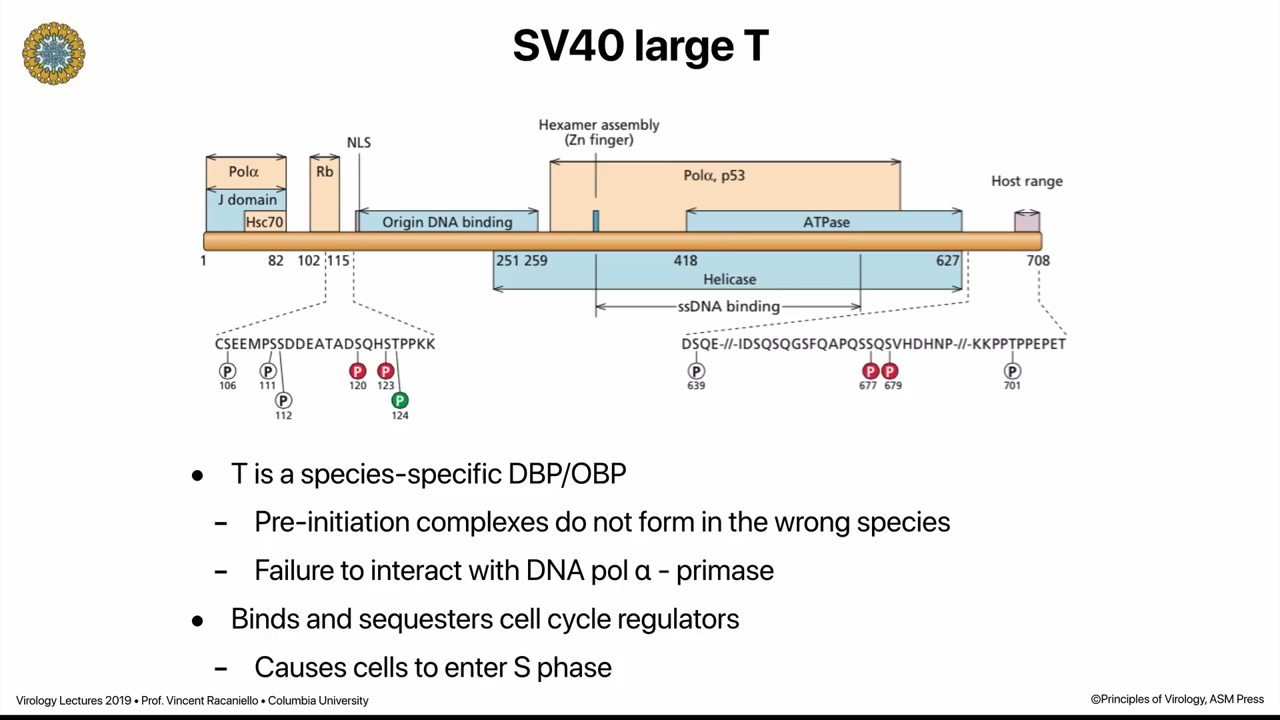 SV40 large T
Hexamer assembly
(Zn finger)
NLS
Polα
Rb
Polα, p53
Host range
J domain
Hsc70
Origin DNA binding
ATPase
1 82 102 115 251 259 418 627 708
Helicase
ssDNA binding
CSEEMPSSDDEATADSQHSTPPKK
DSQE-//-IDSQSQGSFQAPQSSQSVHDHNP-//-KKPPTPPEPET
P P P P P P P
106 111 120 123 639 677 679 701
P P
112 124
• T is a species-specific DBP/OBP
– Pre-initiation complexes do not form in the wrong species
– Failure to interact with DNA pol α - primase
• Binds and sequesters cell cycle regulators
– Causes cells to enter S phase
Virology Lectures 2019 • Prof. Vincent Racaniello • Columbia University
©Principles of Virology, ASM Press